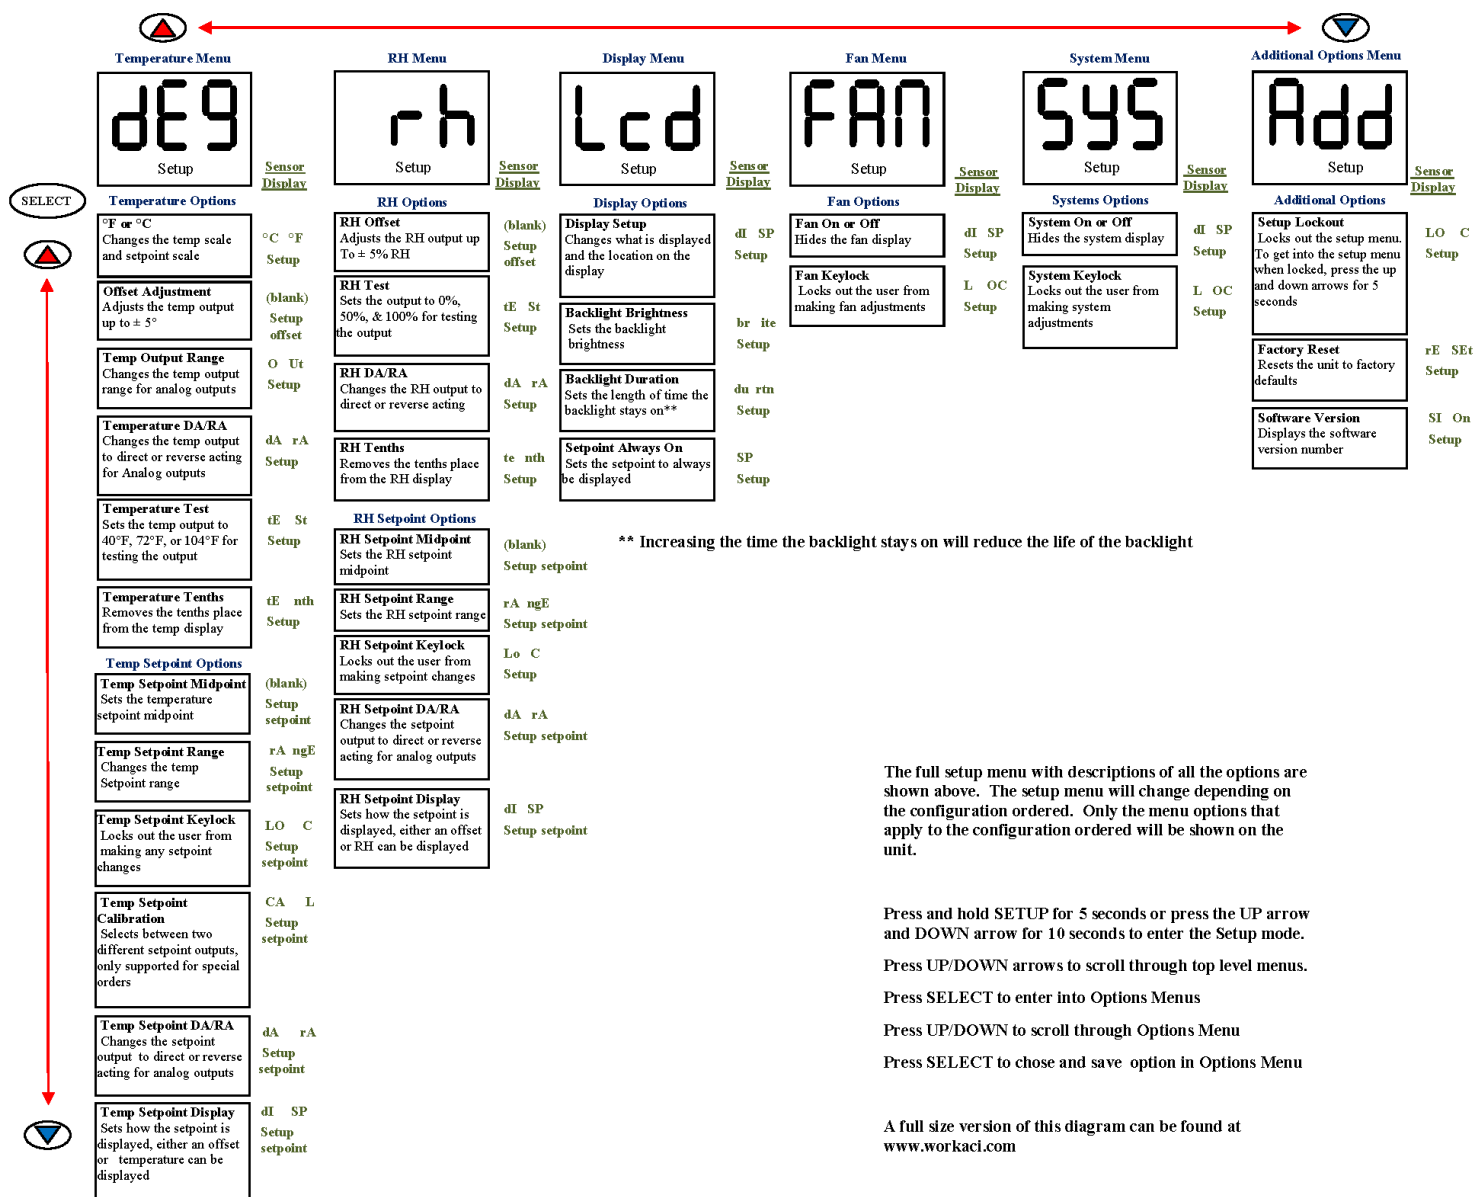 Temperature Menu
dEg
Setup
Sensor
Display
RH Menu
rh
Setup
Sensor
Display
Display Menu
Lcd
Setup
Sensor
Display
Fan Menu
FAN
Setup
Sensor
Display
System Menu
SYS
Setup
Sensor
Display
Additional Options Menu
Add
Setup
Sensor
Display
SELECT
Temperature Options
°F or °C
Changes the temp scale
and setpoint scale
°C °F
Setup
Offset Adjustment
Adjusts the temp output
up to ± 5°
(blank)
Setup
offset
Temp Output Range
Changes the temp output
range for analog outputs
O Ut
Setup
Temperature DA/RA
Changes the temp output
to direct or reverse acting
for Analog outputs
dA rA
Setup
Temperature Test
Sets the temp output to
40°F, 72°F, or 104°F for
testing the output
tE St
Setup
Temperature Tenths
Removes the tenths place
from the temp display
tE nth
Setup
Temp Setpoint Options
Temp Setpoint Midpoint
Sets the temperature
setpoint midpoint
(blank)
Setup
setpoint
Temp Setpoint Range
Changes the temp
Setpoint range
rA ngE
Setup
setpoint
Temp Setpoint Keylock
Locks out the user from
making any setpoint
changes
LO C
Setup
setpoint
Temp Setpoint
Calibration
Selects between two
different setpoint outputs,
only supported for special
orders
CA L
Setup
setpoint
Temp Setpoint DA/RA
Changes the setpoint
output to direct or reverse
acting for analog outputs
dA rA
Setup
setpoint
Temp Setpoint Display
Sets how the setpoint is
displayed, either an offset
or temperature can be
displayed
dI SP
Setup
setpoint
RH Options
RH Offset
Adjusts the RH output up
To ± 5% RH
(blank)
Setup
offset
RH Test
Sets the output to 0%,
50%, & 100% for testing
the output
tE St
Setup
RH DA/RA
Changes the RH output to
direct or reverse acting
dA rA
Setup
RH Tenths
Removes the tenths place
from the RH display
te nth
Setup
RH Setpoint Options
RH Setpoint Midpoint
Sets the RH setpoint
midpoint
(blank)
Setup setpoint
RH Setpoint Range
Sets the RH setpoint range
rA ngE
Setup setpoint
RH Setpoint Keylock
Locks out the user from
making setpoint changes
Lo C
Setup
RH Setpoint DA/RA
Changes the setpoint
output to direct or reverse
acting for analog outputs
dA rA
Setup setpoint
RH Setpoint Display
Sets how the setpoint is
displayed, either an offset
or RH can be displayed
dI SP
Setup setpoint
Display Options
Display Setup
Changes what is displayed
and the location on the
display
dI SP
Setup
Backlight Brightness
Sets the backlight
brightness
br ite
Setup
Backlight Duration
Sets the length of time the
backlight stays on**
du rtn
Setup
Setpoint Always On
Sets the setpoint to always
be displayed
SP
Setup
Fan Options
Fan On or Off
Hides the fan display
dI SP
Setup
Fan Keylock
Locks out the user from
making fan adjustments
L OC
Setup
Systems Options
System On or Off
Hides the system display
dI SP
Setup
System Keylock
Locks out the user from
making system
adjustments
L OC
Setup
Additional Options
Setup Lockout
Locks out the setup menu.
To get into the setup menu
when locked, press the up
and down arrows for 5
seconds
LO C
Setup
Factory Reset
Resets the unit to factory
defaults
rE SEt
Setup
Software Version
Displays the software
version number
SI On
Setup
** Increasing the time the backlight stays on will reduce the life of the backlight
The full setup menu with descriptions of all the options are
shown above. The setup menu will change depending on
the configuration ordered. Only the menu options that
apply to the configuration ordered will be shown on the
unit.
Press and hold SETUP for 5 seconds or press the UP arrow
and DOWN arrow for 10 seconds to enter the Setup mode.
Press UP/DOWN arrows to scroll through top level menus.
Press SELECT to enter into Options Menus
Press UP/DOWN to scroll through Options Menu
Press SELECT to chose and save option in Options Menu
A full size version of this diagram can be found at
www.workaci.com